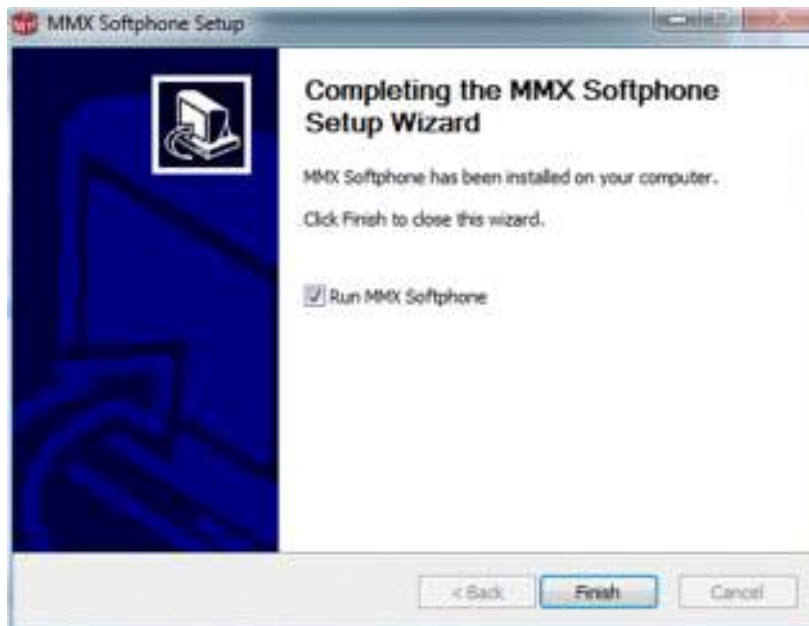 MMX Softphone Setup
Completing the MMX Softphone
Setup Wizard
MMX Softphone has been installed on your computer.
Click Finish to close this wizard.
Run MMX Softphone
< Back
Finish
Cancel